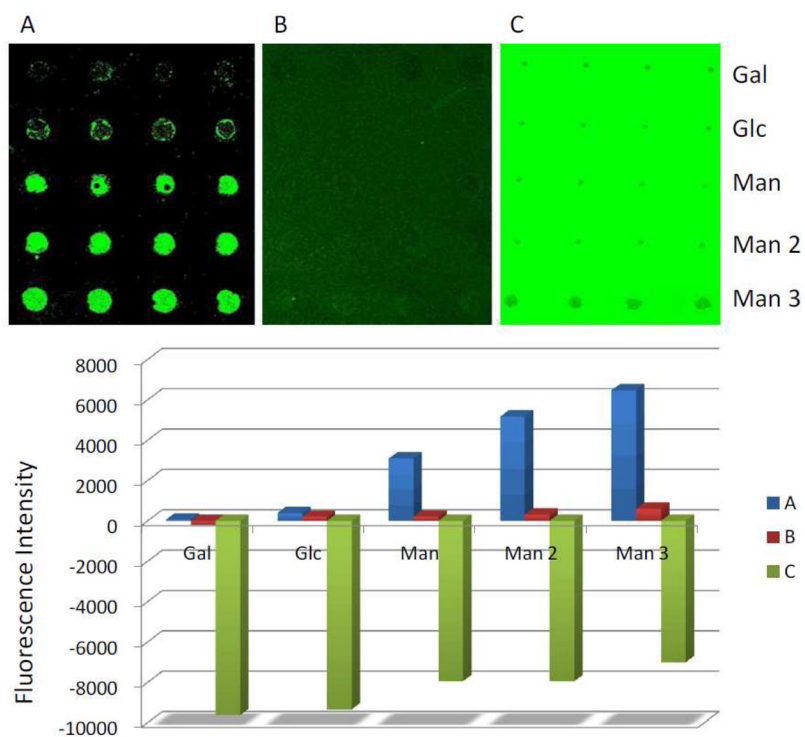 A B C
Gal
Glc
Man
Man 2
Man 3
8000
6000
4000
2000
0
-2000
-4000
-6000
-8000
-10000
Fluorescence Intensity
Gal Glc Man Man 2 Man 3
A
B
C